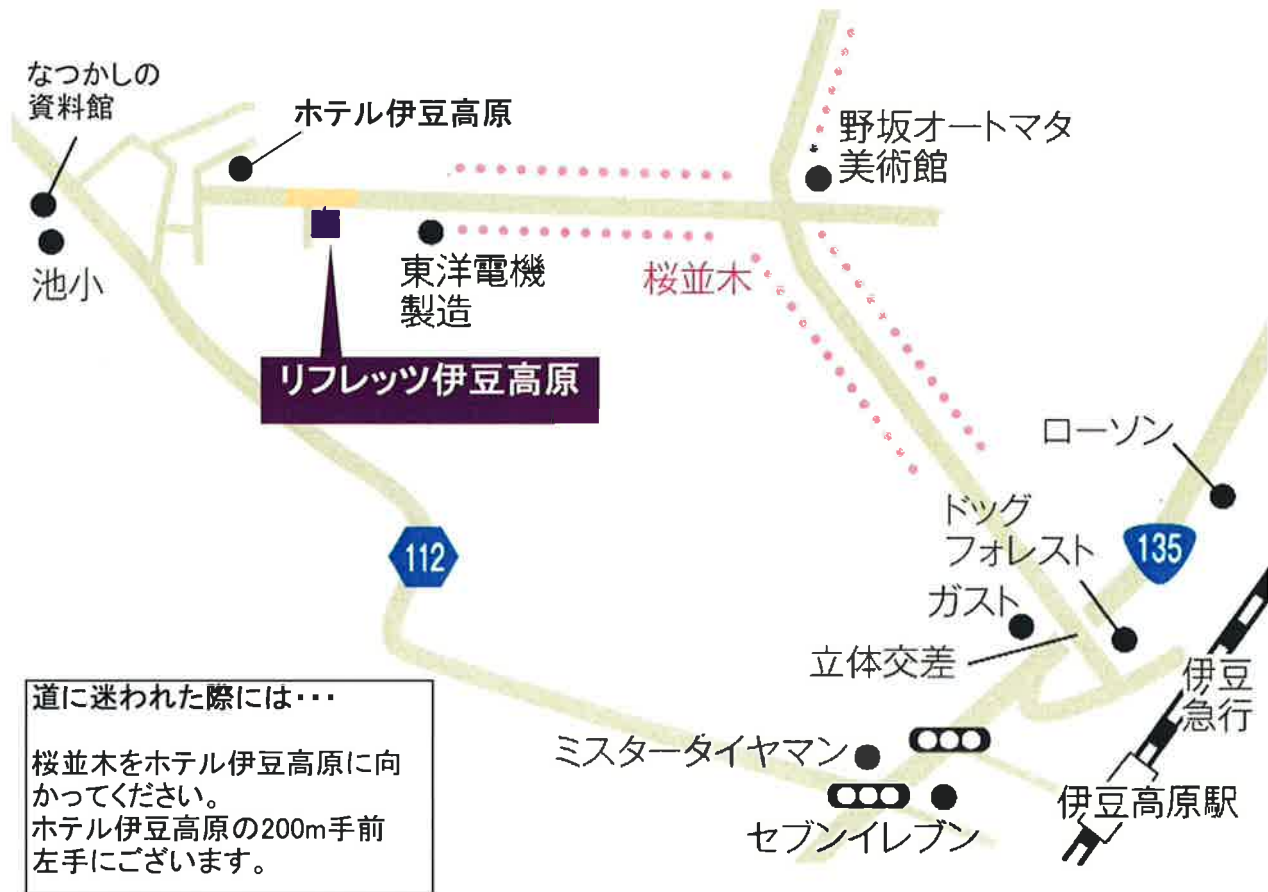 なつかしの
資料館
ホテル伊豆高原
野坂オートマタ
美術館
池小
東洋電機
製造
桜並木
リフレッツ伊豆高原
ローソン
ドッグ
フォレスト
135
112
ガスト
立体交差
伊豆
急行
ミスタータイヤマン
伊豆高原駅
セブンイレブン
道に迷われた際には・・・
桜並木をホテル伊豆高原に向
かってください。
ホテル伊豆高原の200m手前
左手にございます。